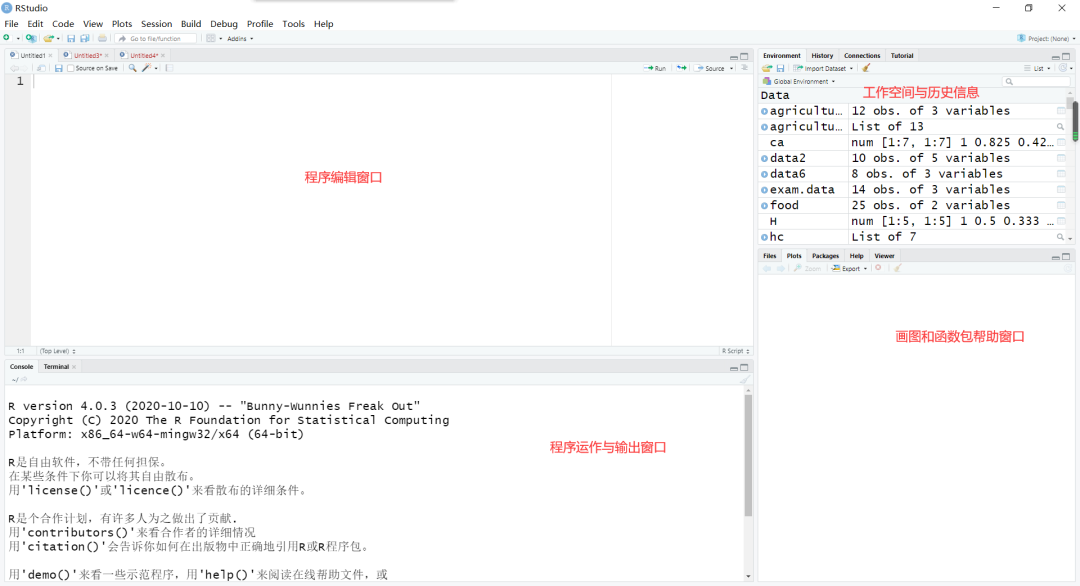 RStudio
File Edit Code View Plots Session Build Debug Profile Tools Help
Go to file/function
Addins
Project: (None)
Untitled1 Untitled3* Untitled4*
Source on Save
Run
Source
1
程序编辑窗口
1:1 (Top Level)
R Script
Console Terminal
~/
R version 4.0.3 (2020-10-10) -- "Bunny-Wunnies Freak Out"
Copyright (C) 2020 The R Foundation for Statistical Computing
Platform: x86_64-w64-mingw32/x64 (64-bit)
程序运作与输出窗口
R是自由软件，不带任何担保。
在某些条件下你可以将其自由散布。
用'license()'或'licence()'来看散布的详细条件。
R是个合作计划，有许多人为之做出了贡献.
用'contributors()'来看合作者的详细情况
用'citation()'会告诉你如何在出版物中正确地引用R或R程序包。
用'demo()'来看一些示范程序，用'help()'来阅读在线帮助文件，或
Environment History Connections Tutorial
Import Dataset
List
Global Environment
工作空间与历史信息
Data
agricultu… 12 obs. of 3 variables
agricultu… List of 13
ca num [1:7, 1:7] 1 0.825 0.42…
data2 10 obs. of 5 variables
data6 8 obs. of 3 variables
exam.data 14 obs. of 3 variables
food 25 obs. of 2 variables
H num [1:5, 1:5] 1 0.5 0.333 …
hc List of 7
Files Plots Packages Help Viewer
Zoom
Export
画图和函数包帮助窗口